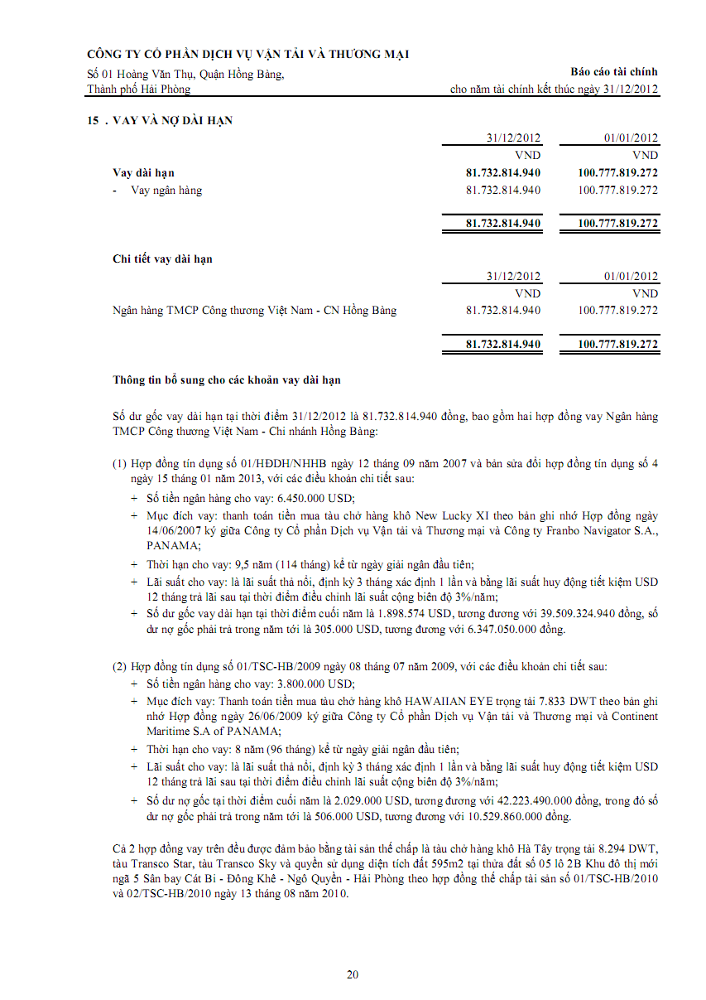 CÔNG TY CỔ PHẦN DỊCH VỤ VẬN TẢI VÀ THƯƠNG MẠI
Số 01 Hoàng Văn Thụ, Quận Hồng Bàng, Báo cáo tài chính
Thành phố Hải Phòng cho năm tài chính kết thúc ngày 31/12/2012
15 . VAY VÀ NỢ DÀI HẠN
31/12/2012 01/01/2012
VND VND
Vay dài hạn 81.732.814.940 100.777.819.272
- Vay ngân hàng 81.732.814.940 100.777.819.272
81.732.814.940 100.777.819.272
Chi tiết vay dài hạn
31/12/2012 01/01/2012
VND VND
Ngân hàng TMCP Công thương Việt Nam - CN Hồng Bàng 81.732.814.940 100.777.819.272
81.732.814.940 100.777.819.272
Thông tin bổ sung cho các khoản vay dài hạn
Số dư gốc vay dài hạn tại thời điểm 31/12/2012 là 81.732.814.940 đồng, bao gồm hai hợp đồng vay Ngân hàng
TMCP Công thương Việt Nam - Chi nhánh Hồng Bàng:
(1) Hợp đồng tín dụng số 01/HĐDH/NHHB ngày 12 tháng 09 năm 2007 và bản sửa đổi hợp đồng tín dụng số 4
ngày 15 tháng 01 năm 2013, với các điều khoản chi tiết sau:
+ Số tiền ngân hàng cho vay: 6.450.000 USD;
+ Mục đích vay: thanh toán tiền mua tàu chở hàng khô New Lucky XI theo bản ghi nhớ Hợp đồng ngày
14/06/2007 ký giữa Công ty Cổ phần Dịch vụ Vận tải và Thương mại và Công ty Franbo Navigator S.A.,
PANAMA;
+ Thời hạn cho vay: 9,5 năm (114 tháng) kể từ ngày giải ngân đầu tiên;
+ Lãi suất cho vay: là lãi suất thả nổi, định kỳ 3 tháng xác định 1 lần và bằng lãi suất huy động tiết kiệm USD
12 tháng trả lãi sau tại thời điểm điều chỉnh lãi suất cộng biên độ 3%/năm;
+ Số dư gốc vay dài hạn tại thời điểm cuối năm là 1.898.574 USD, tương đương với 39.509.324.940 đồng, số
dư nợ gốc phải trả trong năm tới là 305.000 USD, tương đương với 6.347.050.000 đồng.
(2) Hợp đồng tín dụng số 01/TSC-HB/2009 ngày 08 tháng 07 năm 2009, với các điều khoản chi tiết sau:
+ Số tiền ngân hàng cho vay: 3.800.000 USD;
+ Mục đích vay: Thanh toán tiền mua tàu chở hàng khô HAWAIIAN EYE trọng tải 7.833 DWT theo bản ghi
nhớ Hợp đồng ngày 26/06/2009 ký giữa Công ty Cổ phần Dịch vụ Vận tải và Thương mại và Continent
Maritime S.A of PANAMA;
+ Thời hạn cho vay: 8 năm (96 tháng) kể từ ngày giải ngân đầu tiên;
+ Lãi suất cho vay: là lãi suất thả nổi, định kỳ 3 tháng xác định 1 lần và bằng lãi suất huy động tiết kiệm USD
12 tháng trả lãi sau tại thời điểm điều chỉnh lãi suất cộng biên độ 3%/năm;
+ Số dư nợ gốc tại thời điểm cuối năm là 2.029.000 USD, tương đương với 42.223.490.000 đồng, trong đó số
dư nợ gốc phải trả trong năm tới là 506.000 USD, tương đương với 10.529.860.000 đồng.
Cả 2 hợp đồng vay trên đều được đảm bảo bằng tài sản thế chấp là tàu chở hàng khô Hà Tây trọng tải 8.294 DWT,
tàu Transco Star, tàu Transco Sky và quyền sử dụng diện tích đất 595m2 tại thửa đất số 05 lô 2B Khu đô thị mới
ngã 5 Sân bay Cát Bi - Đông Khê - Ngô Quyền - Hải Phòng theo hợp đồng thế chấp tài sản số 01/TSC-HB/2010
và 02/TSC-HB/2010 ngày 13 tháng 08 năm 2010.
20